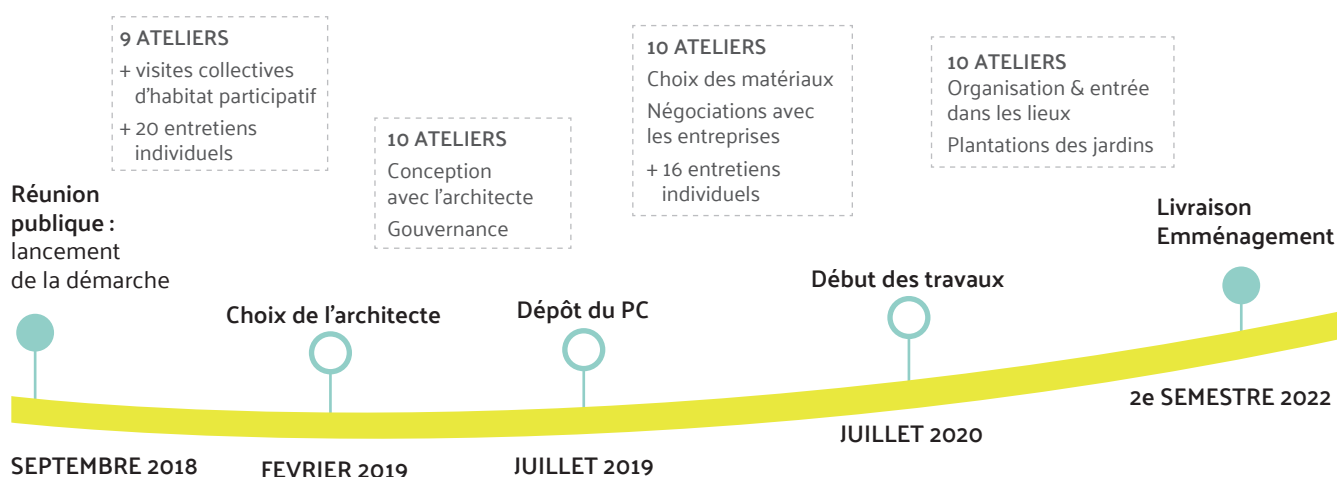 9 ATELIERS
+ visites collectives
d'habitat participatif
+ 20 entretiens
individuels
10 ATELIERS
Conception
avec l'architecte
Gouvernance
10 ATELIERS
Choix des matériaux
Négociations avec
les entreprises
+ 16 entretiens
individuels
10 ATELIERS
Organisation & entrée
dans les lieux
Plantations des jardins
Réunion
publique :
lancement
de la démarche
Choix de l'architecte
Dépôt du PC
Début des travaux
Livraison
Emménagement
SEPTEMBRE 2018
FEVRIER 2019
JUILLET 2019
JUILLET 2020
2e SEMESTRE 2022